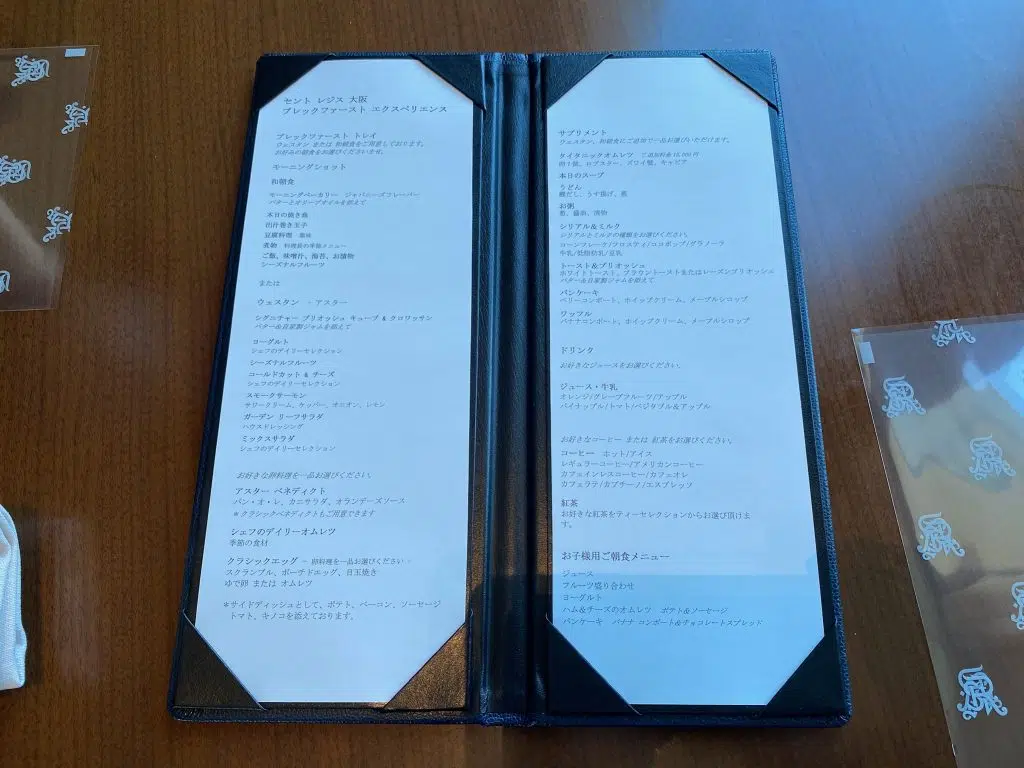 セント レジス 大阪
ブレックファースト エクスペリエンス
ブレックファースト トレイ
ウェスタン または 和朝食をご用意しております。
お好みの朝食をお選びくださいませ。
モーニングショット
和朝食
モーニングベーカリー ジャパニーズフレーバー
バターとオリーブオイルを添えて
本日の焼き魚
出汁巻き玉子
豆腐料理 薬味
煮物 料理長の季節メニュー
ご飯、味噌汁、海苔、お漬物
シーズナルフルーツ
または
ウェスタン - アスター
シグニチャー ブリオッシュ キューブ & クロワッサン
バター&自家製ジャムを添えて
ヨーグルト
シェフのデイリーセレクション
シーズナルフルーツ
コールドカット & チーズ
シェフのデイリーセレクション
スモークサーモン
サワークリーム、ケッパー、オニオン、レモン
ガーデン リーフサラダ
ハウスドレッシング
ミックスサラダ
シェフのデイリーセレクション
お好きな卵料理を一品お選びください
アスター ベネディクト
パン・オ・レ、カニサラダ、オランデーズソース
*クラシックベネディクトもご用意できます
シェフのデイリーオムレツ
季節の食材
クラシックエッグ - 卵料理を一品お選びください -
スクランブル、ポーチドエッグ、目玉焼き
ゆで卵 または オムレツ
*サイドディッシュとして、ポテト、ベーコン、ソーセージ
トマト、キノコを添えております。
サプリメント
ウェスタン、和朝食にご追加で一品お選びいただけます。
タイタニックオムレツ ご追加料金
卵1個、ロブスター、ズワイ蟹、キャビア
本日のスープ
うどん
鰹だし、うす揚げ、葱
お粥
葱、醤油、漬物
シリアル&ミルク
シリアルとミルクの種類をお選びください。
コーンフレーク/フロスティ/ココポップ/グラノーラ
牛乳/低脂肪乳/豆乳
トースト&ブリオッシュ
ホワイトトースト、ブラウントーストまたはレーズンブリオッシュ
バター&自家製ジャムを添えて
パンケーキ
ベリーコンポート、ホイップクリーム、メープルシロップ
ワッフル
バナナコンポート、ホイップクリーム、メープルシロップ
ドリンク
お好きなジュースをお選びください。
ジュース・牛乳
オレンジ/グレープフルーツ/アップル
パイナップル/トマト/ベジタブル&アップル
お好きなコーヒー または 紅茶をお選びください。
コーヒー ホット/アイス
レギュラーコーヒー/アメリカンコーヒー
カフェインレスコーヒー/カフェオレ
カフェラテ/カプチーノ/エスプレッソ
紅茶
お好きな紅茶をティーセレクションからお選び頂けま
す。
お子様用ご朝食メニュー
ジュース
フルーツ盛り合わせ
ヨーグルト
ハム&チーズのオムレツ ポテト&ソーセージ
パンケーキ バナナ コンポート&チョコレートスプレッド